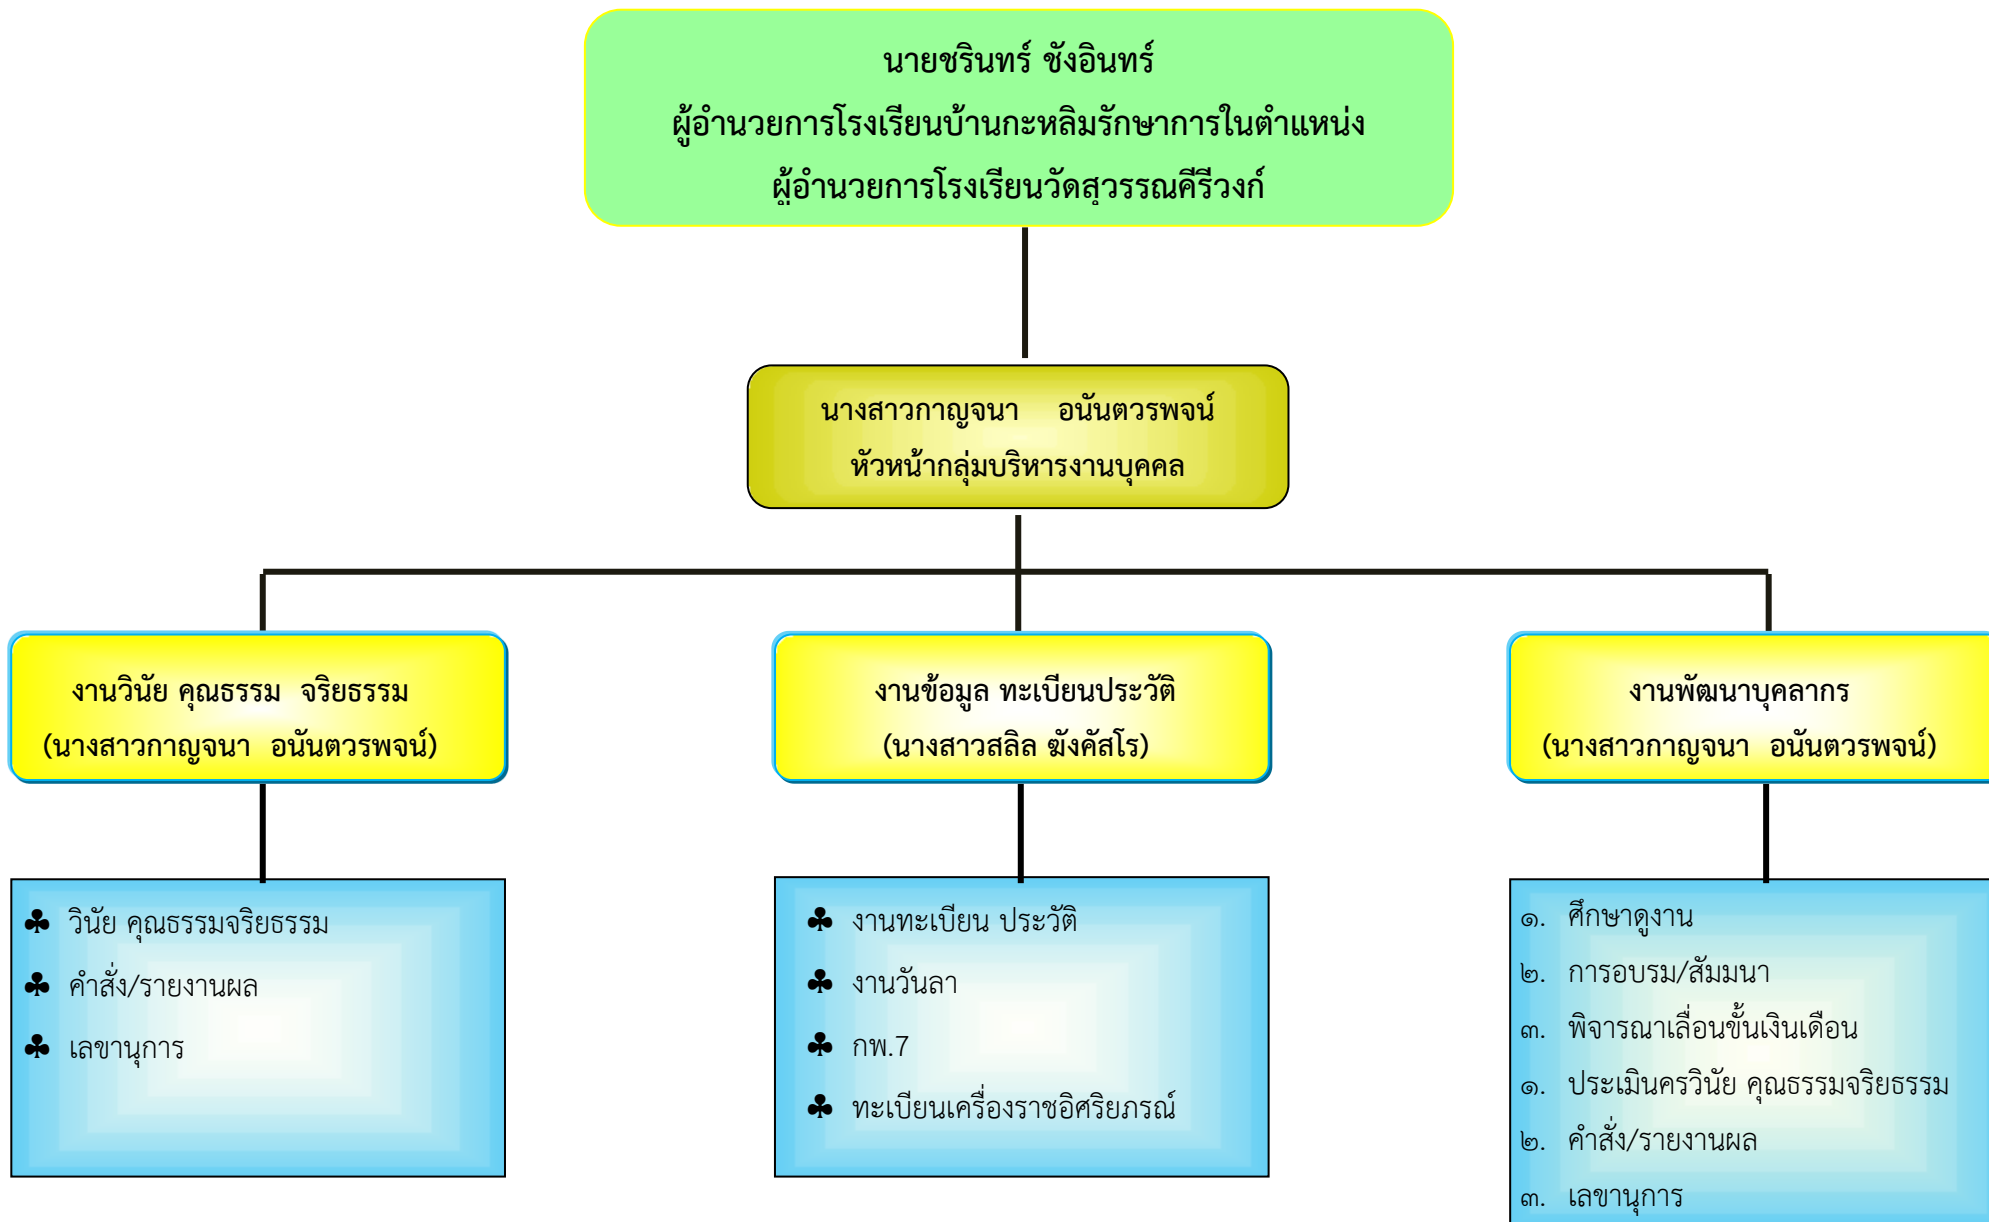 นายชรินทร์ ชังอินทร์
ผู้อำนวยการโรงเรียนบ้านกะหลิมรักษาการในตำแหน่ง
ผู้อำนวยการโรงเรียนวัดสุวรรณคีรีวงก์
นางสาวกาญจนา อนันตวรพจน์
หัวหน้ากลุ่มบริหารงานบุคคล
งานวินัย คุณธรรม จริยธรรม
(นางสาวกาญจนา อนันตวรพจน์)
♣ วินัย คุณธรรมจริยธรรม
♣ คำสั่ง/รายงานผล
♣ เลขานุการ
งานข้อมูล ทะเบียนประวัติ
(นางสาวสลิล ฆังคัสโร)
♣ งานทะเบียน ประวัติ
♣ งานวันลา
♣ กพ.7
♣ ทะเบียนเครื่องราชอิศริยภรณ์
งานพัฒนาบุคลากร
(นางสาวกาญจนา อนันตวรพจน์)
๑. ศึกษาดูงาน
๒. การอบรม/สัมมนา
๓. พิจารณาเลื่อนขั้นเงินเดือน
๑. ประเมินครวินัย คุณธรรมจริยธรรม
๒. คำสั่ง/รายงานผล
๓. เลขานุการ